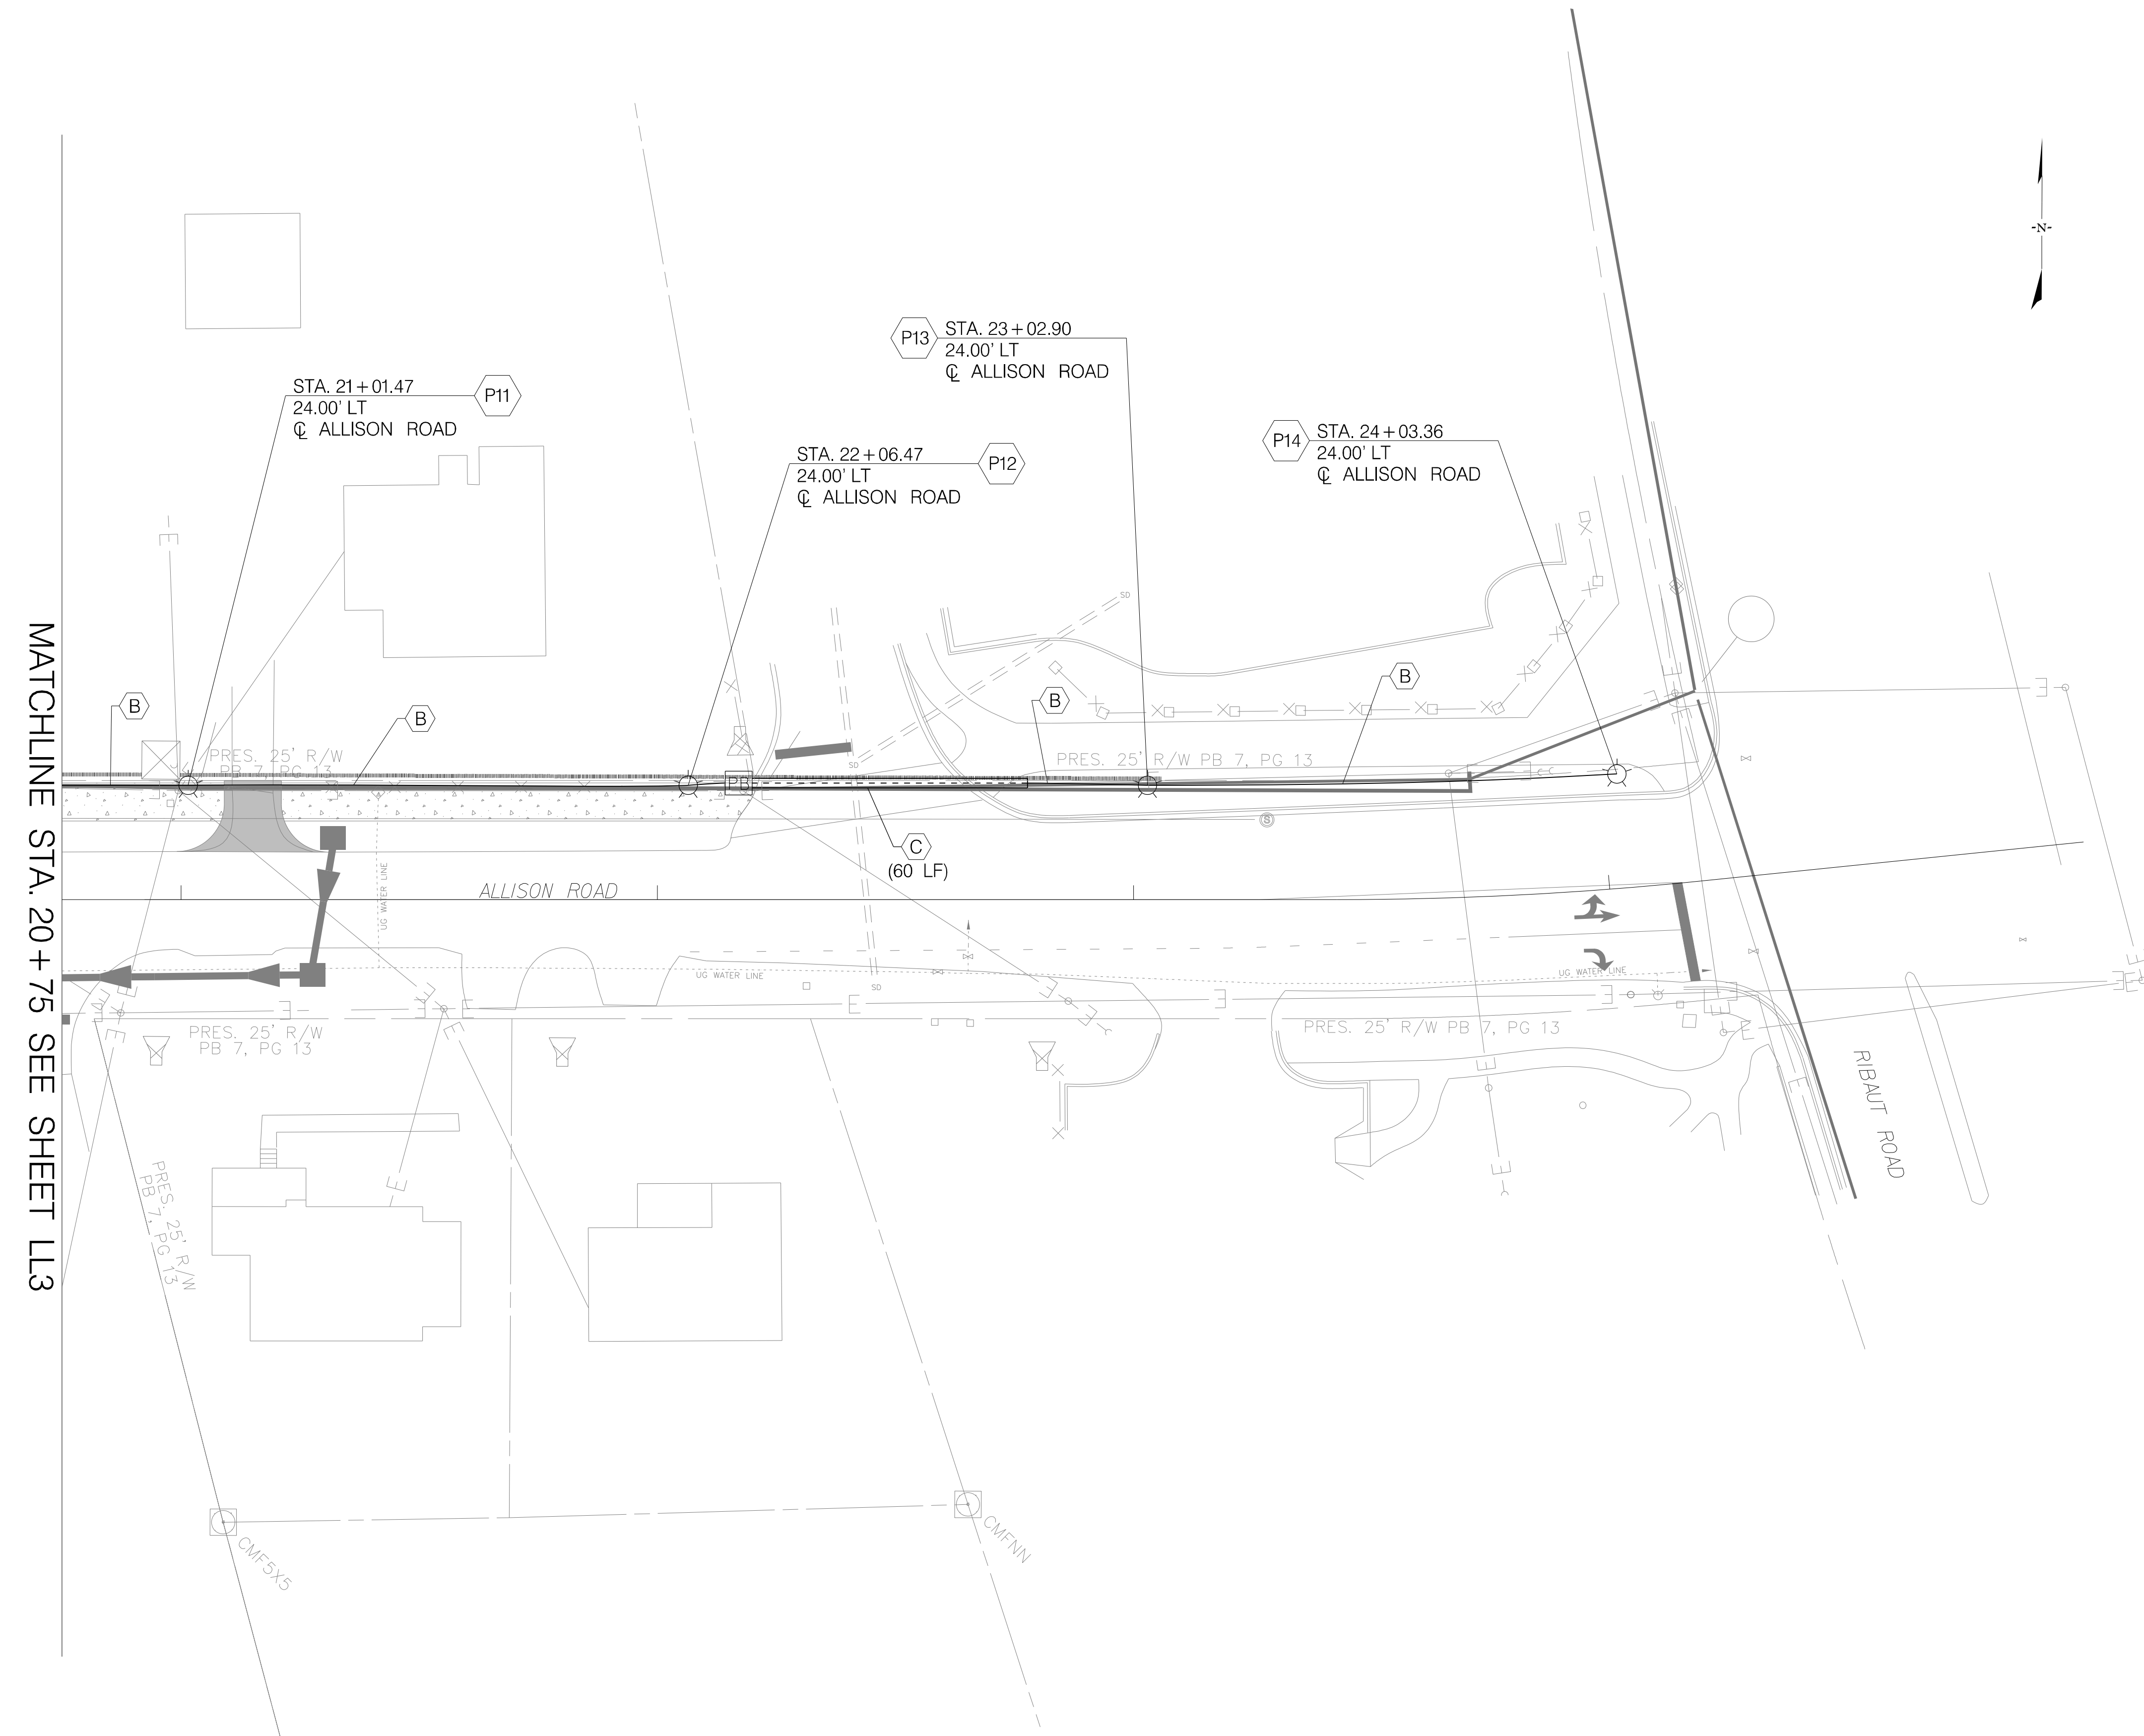 -N-
P13
STA. 23+02.90
24.00' LT
℄ ALLISON ROAD
STA. 21+01.47
24.00' LT
℄ ALLISON ROAD
P11
P14
STA. 24+03.36
24.00' LT
℄ ALLISON ROAD
STA. 22+06.47
24.00' LT
℄ ALLISON ROAD
P12
SD
MATCHLINE STA. 20+75 SEE SHEET LL3
B
B
B
B
PRES. 25' R/W
PB 7, PG 13
PRES. 25' R/W PB 7, PG 13
SD
PB
S
C
(60 LF)
UG WATER LINE
ALLISON ROAD
UG WATER LINE
UG WATER LINE
SD
PRES. 25' R/W
PB 7, PG 13
PRES. 25' R/W PB 7, PG 13
RIBAUT ROAD
PRES. 25' R/W
PB 7, PG 13
CMF5X5
CMFNN